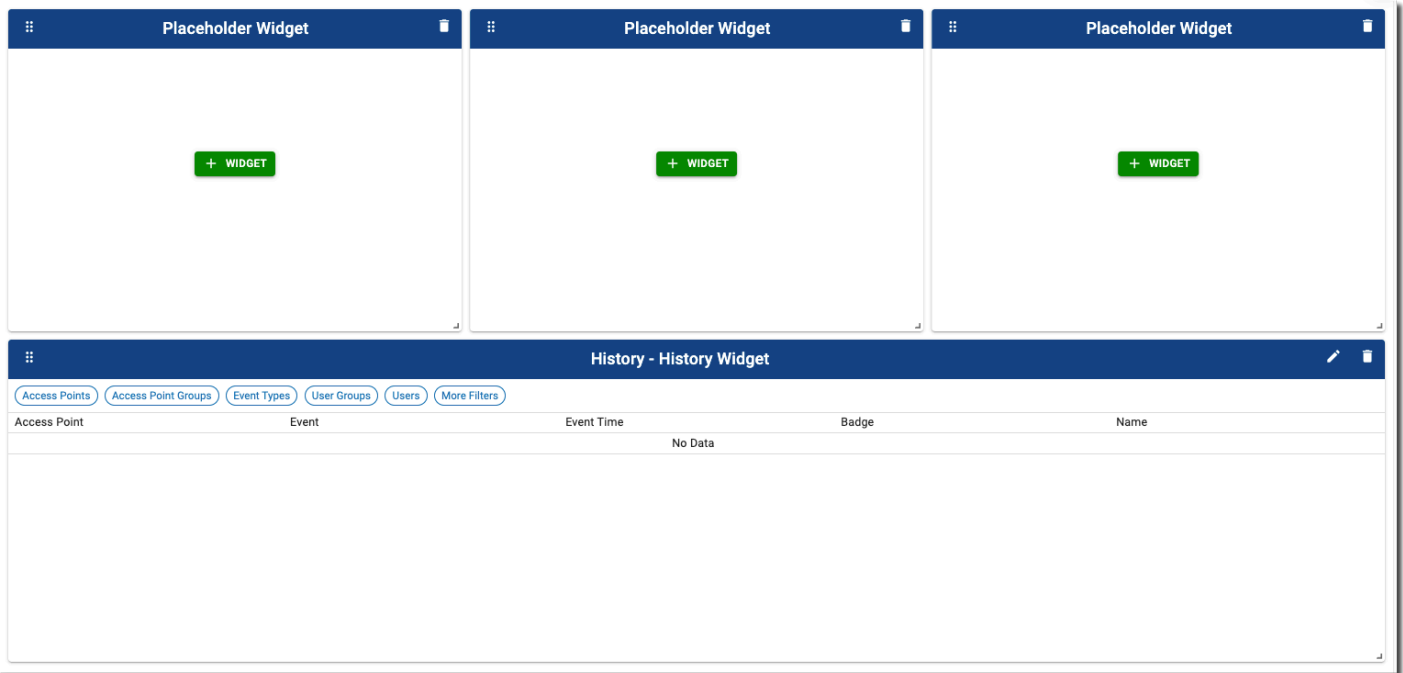 Placeholder Widget
Placeholder Widget
Placeholder Widget
WIDGET
WIDGET
WIDGET
History - History Widget
Access Points Access Point Groups Event Types User Groups Users More Filters
Access Point Event Event Time Badge Name
No Data